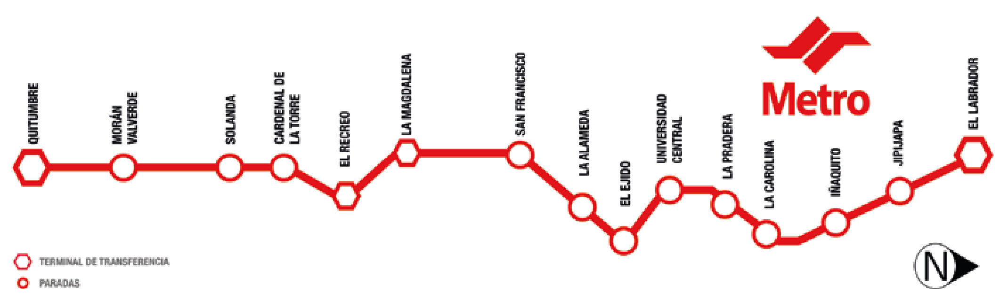 QUITUMBRE
MORÁN
VALVERDE
SOLANDA
CARDENAL DE
LA TORRE
EL RECREO
LA MAGDALENA
SAN FRANCISCO
LA ALAMEDA
EL EJIDO
UNIVERSIDAD
CENTRAL
LA PRADERA
LA CAROLINA
IÑAQUITO
JIPIJAPA
EL LABRADOR
Metro
TERMINAL DE TRANSFERENCIA
PARADAS
N